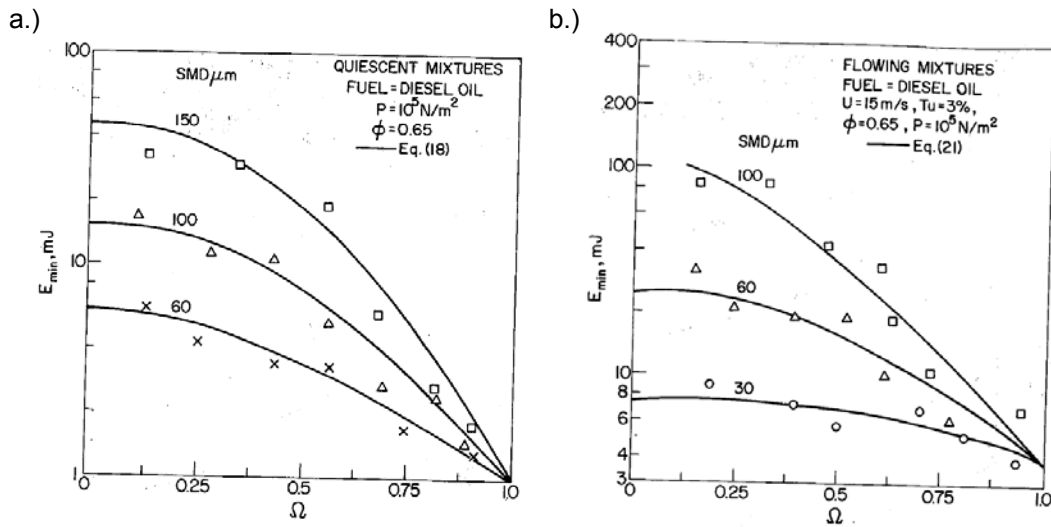 a.)
100
10
1
E min, mJ
SMD μm
150
100
60
QUIESCENT MIXTURES
FUEL = DIESEL OIL
P = 10⁵ N/m²
ϕ = 0.65
— Eq. (18)
0
0.25
0.5
0.75
1.0
Ω
b.)
400
200
100
10
8
6
4
3
E min, mJ
FLOWING MIXTURES
FUEL = DIESEL OIL
U = 15 m/s, Tu = 3%,
ϕ = 0.65, P = 10⁵ N/m²
— Eq. (21)
SMD μm
100
60
30
0
0.25
0.5
0.75
1.0
Ω